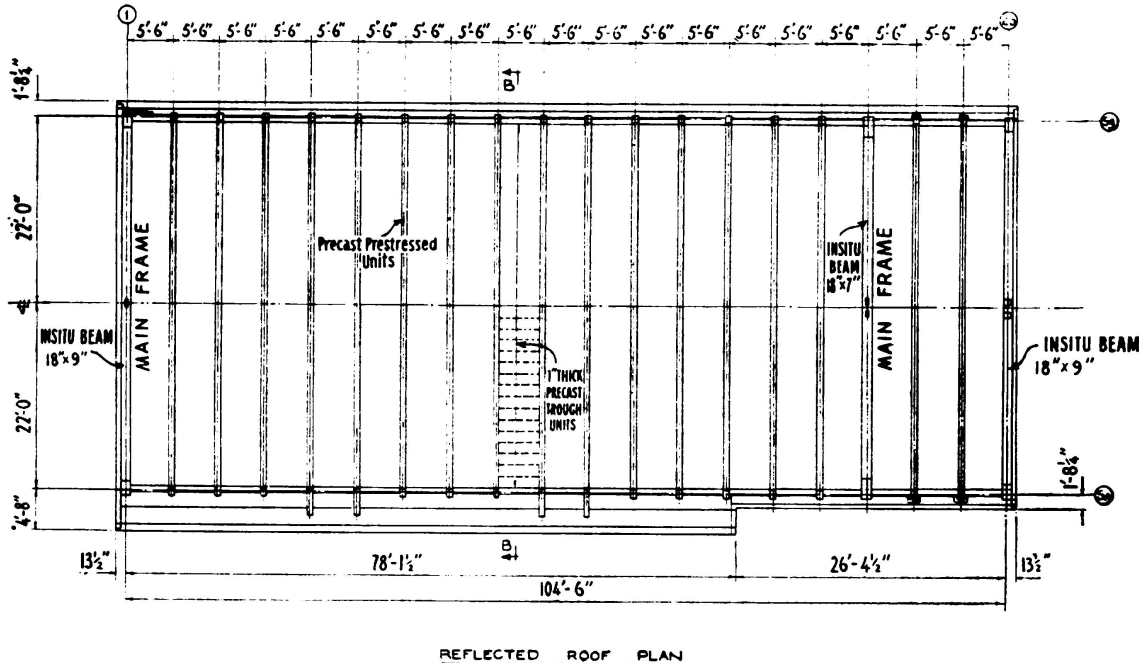 1
5'-6" 5'-6" 5'-6" 5'-6" 5'-6" 5'-6" 5'-6" 5'-6" 5'-6" 5'-6" 5'-6" 5'-6" 5'-6" 5'-6" 5'-6" 5'-6" 5'-6" 5'-6" 5'-6"
1'-8¼"
B
22'-0"
MAIN FRAME
Precast Prestressed
Units
INSITU
BEAM
18"x7"
MAIN FRAME
INSITU BEAM
18"x9"
1" THICK
PRECAST
TROUGH
UNITS
INSITU BEAM
18"x9"
22'-0"
1'-8¼"
4'-8"
B
13½"
78'-1½"
26'-4½"
13½"
104'-6"
REFLECTED ROOF PLAN